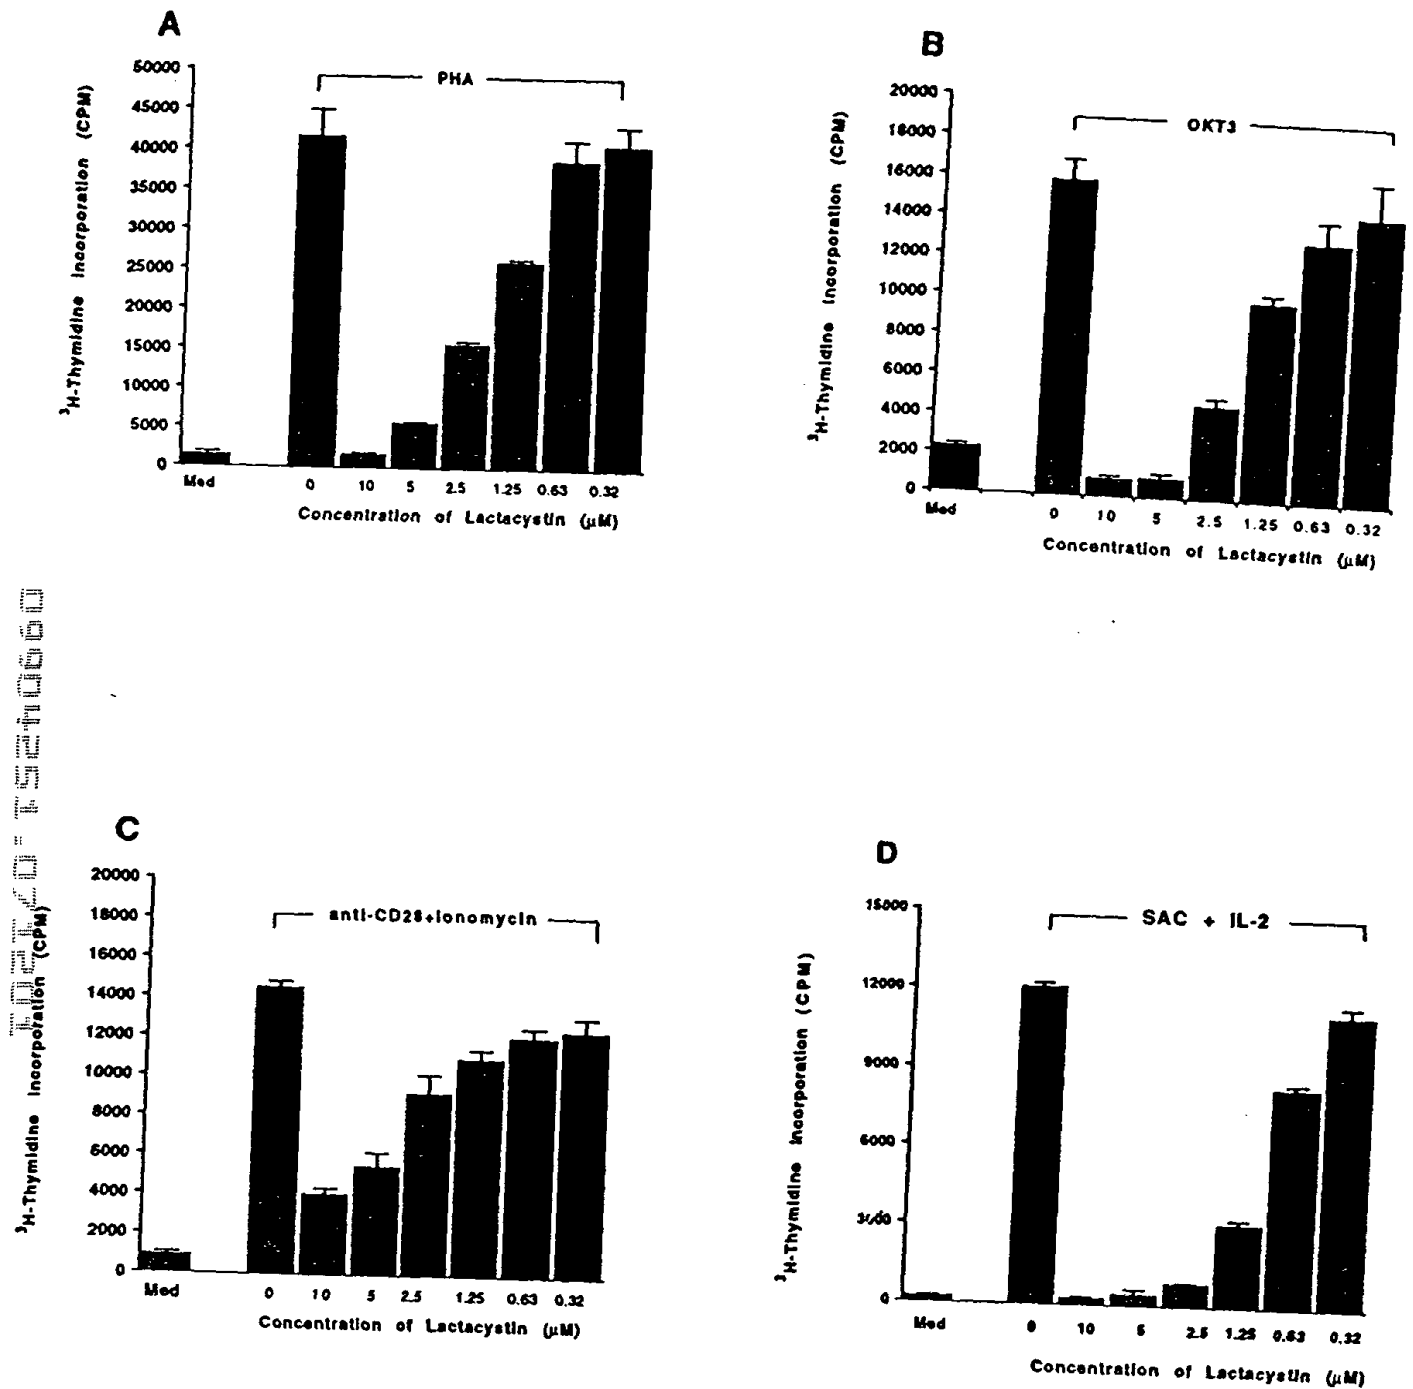 A
PHA
50000
45000
40000
35000
30000
25000
20000
15000
10000
5000
0
³H-Thymidine Incorporation (CPM)
Med 0 10 5 2.5 1.25 0.63 0.32
Concentration of Lactacystin (μM)
B
OKT3
20000
18000
16000
14000
12000
10000
8000
6000
4000
2000
0
³H-Thymidine Incorporation (CPM)
Med 0 10 5 2.5 1.25 0.63 0.32
Concentration of Lactacystin (μM)
C
anti-CD28+ionomycin
20000
18000
16000
14000
12000
10000
8000
6000
4000
2000
0
³H-Thymidine Incorporation (CPM)
Med 0 10 5 2.5 1.25 0.63 0.32
Concentration of Lactacystin (μM)
D
SAC + IL-2
15000
12000
9000
6000
3000
0
³H-Thymidine Incorporation (CPM)
Med 0 10 5 2.5 1.25 0.63 0.32
Concentration of Lactacystin (μM)